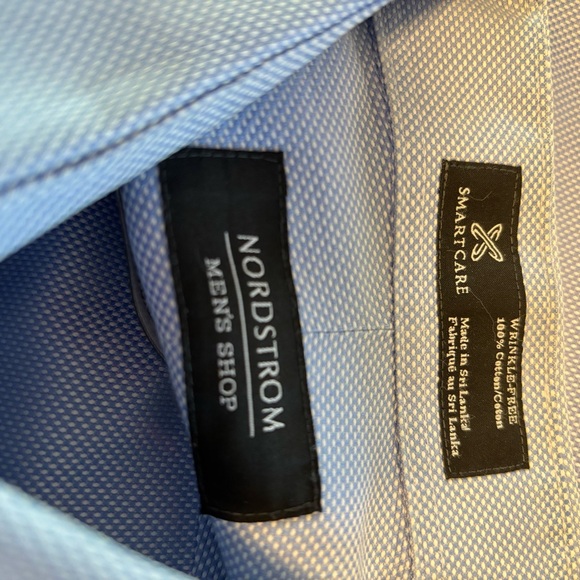 NORDSTROM
MEN'S SHOP
SMARTCARE
WRINKLE-FREE
100% Cotton/Coton
Made in Sri Lanka
Fabriqué au Sri Lanka